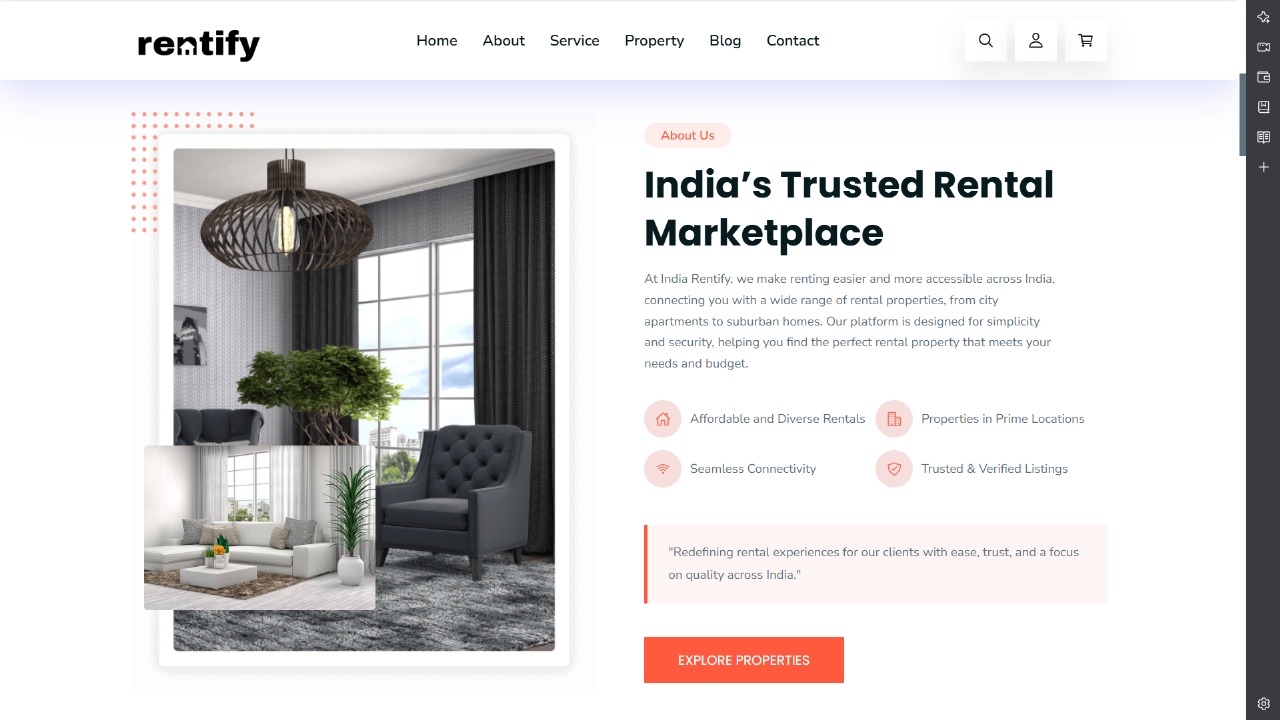 rentify
Home About Service Property Blog Contact
About Us
India’s Trusted Rental
Marketplace
At India Rentify, we make renting easier and more accessible across India,
connecting you with a wide range of rental properties, from city
apartments to suburban homes. Our platform is designed for simplicity
and security, helping you find the perfect rental property that meets your
needs and budget.
Affordable and Diverse Rentals Properties in Prime Locations
Seamless Connectivity Trusted & Verified Listings
"Redefining rental experiences for our clients with ease, trust, and a focus
on quality across India."
EXPLORE PROPERTIES